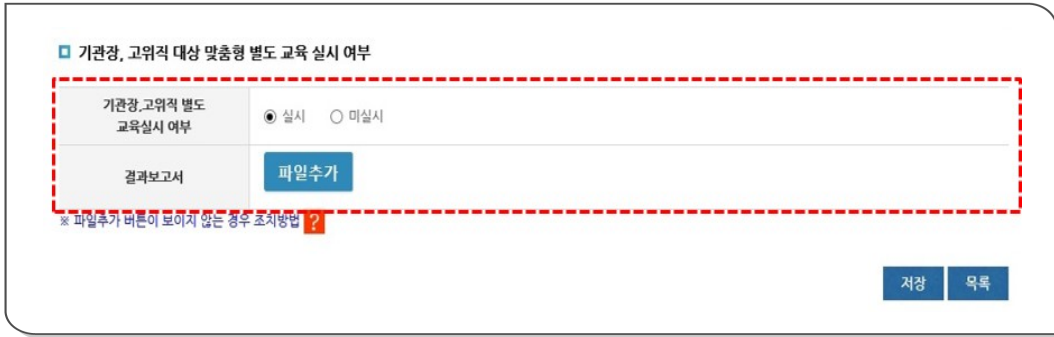 기관장, 고위직 대상 맞춤형 별도 교육 실시 여부
기관장,고위직 별도
교육실시 여부
실시 미실시
결과보고서
파일추가
※ 파일추가 버튼이 보이지 않는 경우 조치방법 ?
저장 목록